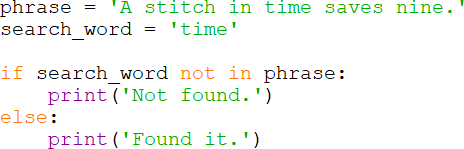 phrase = 'A stitch in time saves nine.'
search_word = 'time'
if search_word not in phrase:
    print('Not found.')
else:
    print('Found it.')